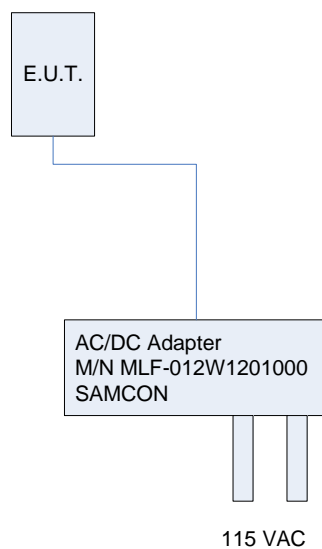 E.U.T.
AC/DC Adapter
M/N MLF-012W1201000
SAMCON
115 VAC